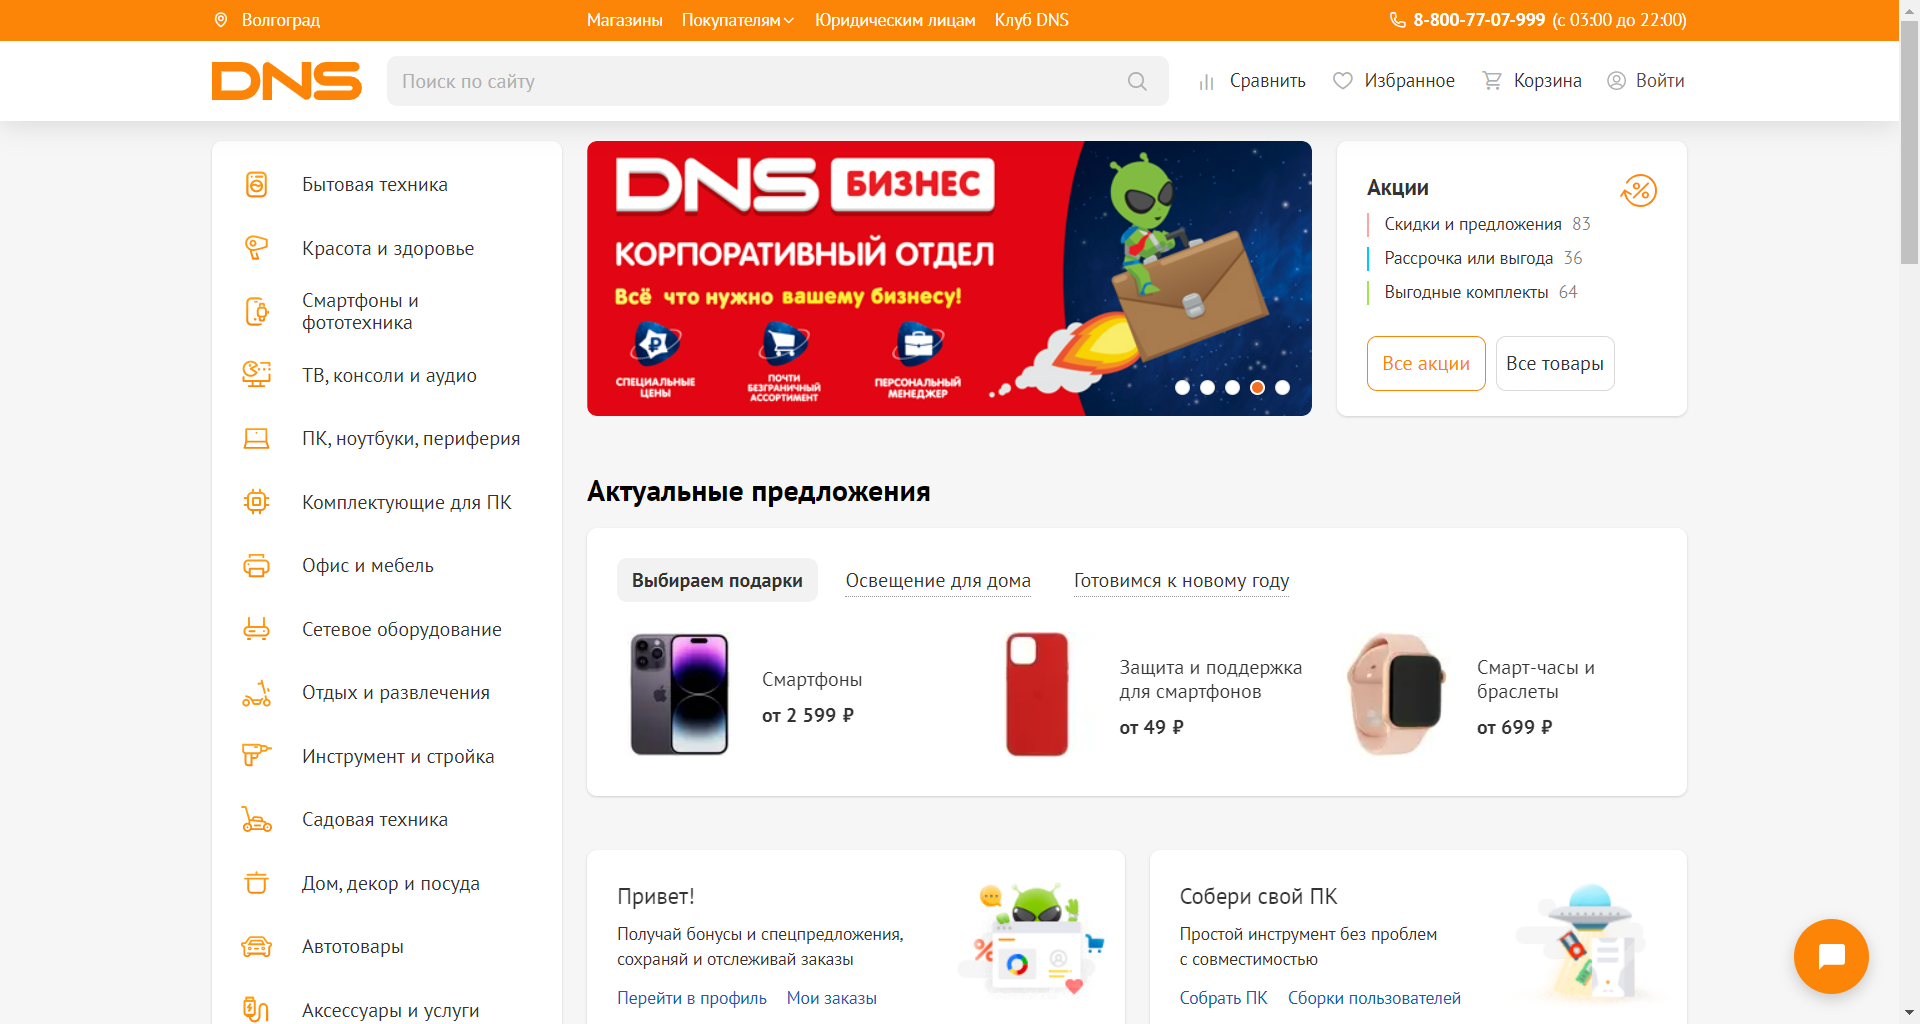 Волгоград
Магазины Покупателям Юридическим лицам Клуб DNS
8-800-77-07-999 (с 03:00 до 22:00)
DNS
Поиск по сайту
Сравнить
Избранное
Корзина
Войти
Бытовая техника
Красота и здоровье
Смартфоны и
фототехника
ТВ, консоли и аудио
ПК, ноутбуки, периферия
Комплектующие для ПК
Офис и мебель
Сетевое оборудование
Отдых и развлечения
Инструмент и стройка
Садовая техника
Дом, декор и посуда
Автотовары
Аксессуары и услуги
DNS БИЗНЕС
КОРПОРАТИВНЫЙ ОТДЕЛ
Всё что нужно вашему бизнесу!
СПЕЦИАЛЬНЫЕ
ЦЕНЫ
ПОЧТИ
БЕЗГРАНИЧНЫЙ
АССОРТИМЕНТ
ПЕРСОНАЛЬНЫЙ
МЕНЕДЖЕР
Акции
Скидки и предложения 83
Рассрочка или выгода 36
Выгодные комплекты 64
Все акции
Все товары
Актуальные предложения
Выбираем подарки
Освещение для дома
Готовимся к новому году
Смартфоны
от 2 599 ₽
Защита и поддержка
для смартфонов
от 49 ₽
Смарт-часы и
браслеты
от 699 ₽
Привет!
Получай бонусы и спецпредложения,
сохраняй и отслеживай заказы
Перейти в профиль Мои заказы
Собери свой ПК
Простой инструмент без проблем
с совместимостью
Собрать ПК Сборки пользователей